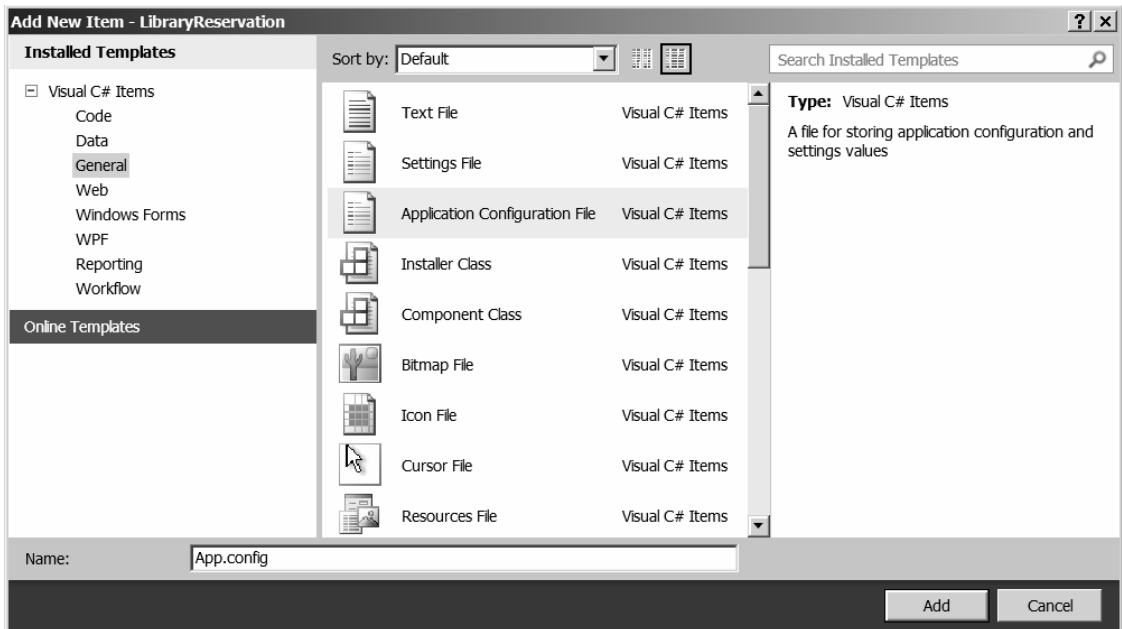 Add New Item - LibraryReservation
Installed Templates
Visual C# Items
Code
Data
General
Web
Windows Forms
WPF
Reporting
Workflow
Online Templates
Sort by: Default
Search Installed Templates
Text File Visual C# Items
Settings File Visual C# Items
Application Configuration File Visual C# Items
Installer Class Visual C# Items
Component Class Visual C# Items
Bitmap File Visual C# Items
Icon File Visual C# Items
Cursor File Visual C# Items
Resources File Visual C# Items
Type: Visual C# Items
A file for storing application configuration and
settings values
Name: App.config
Add Cancel